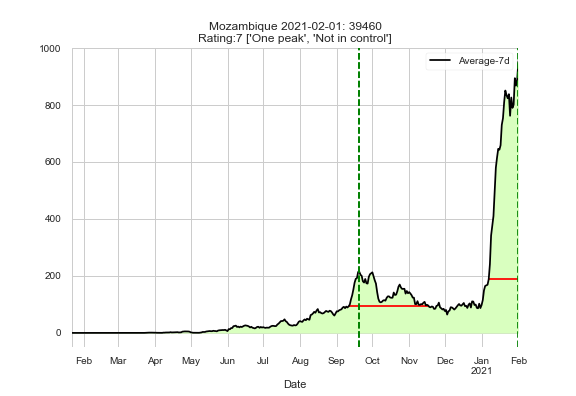 Mozambique 2021-02-01: 39460
Rating:7 ['One peak', 'Not in control']
Average-7d
1000
800
600
400
200
0
Feb Mar Apr May Jun Jul Aug Sep Oct Nov Dec Jan Feb
2021
Date